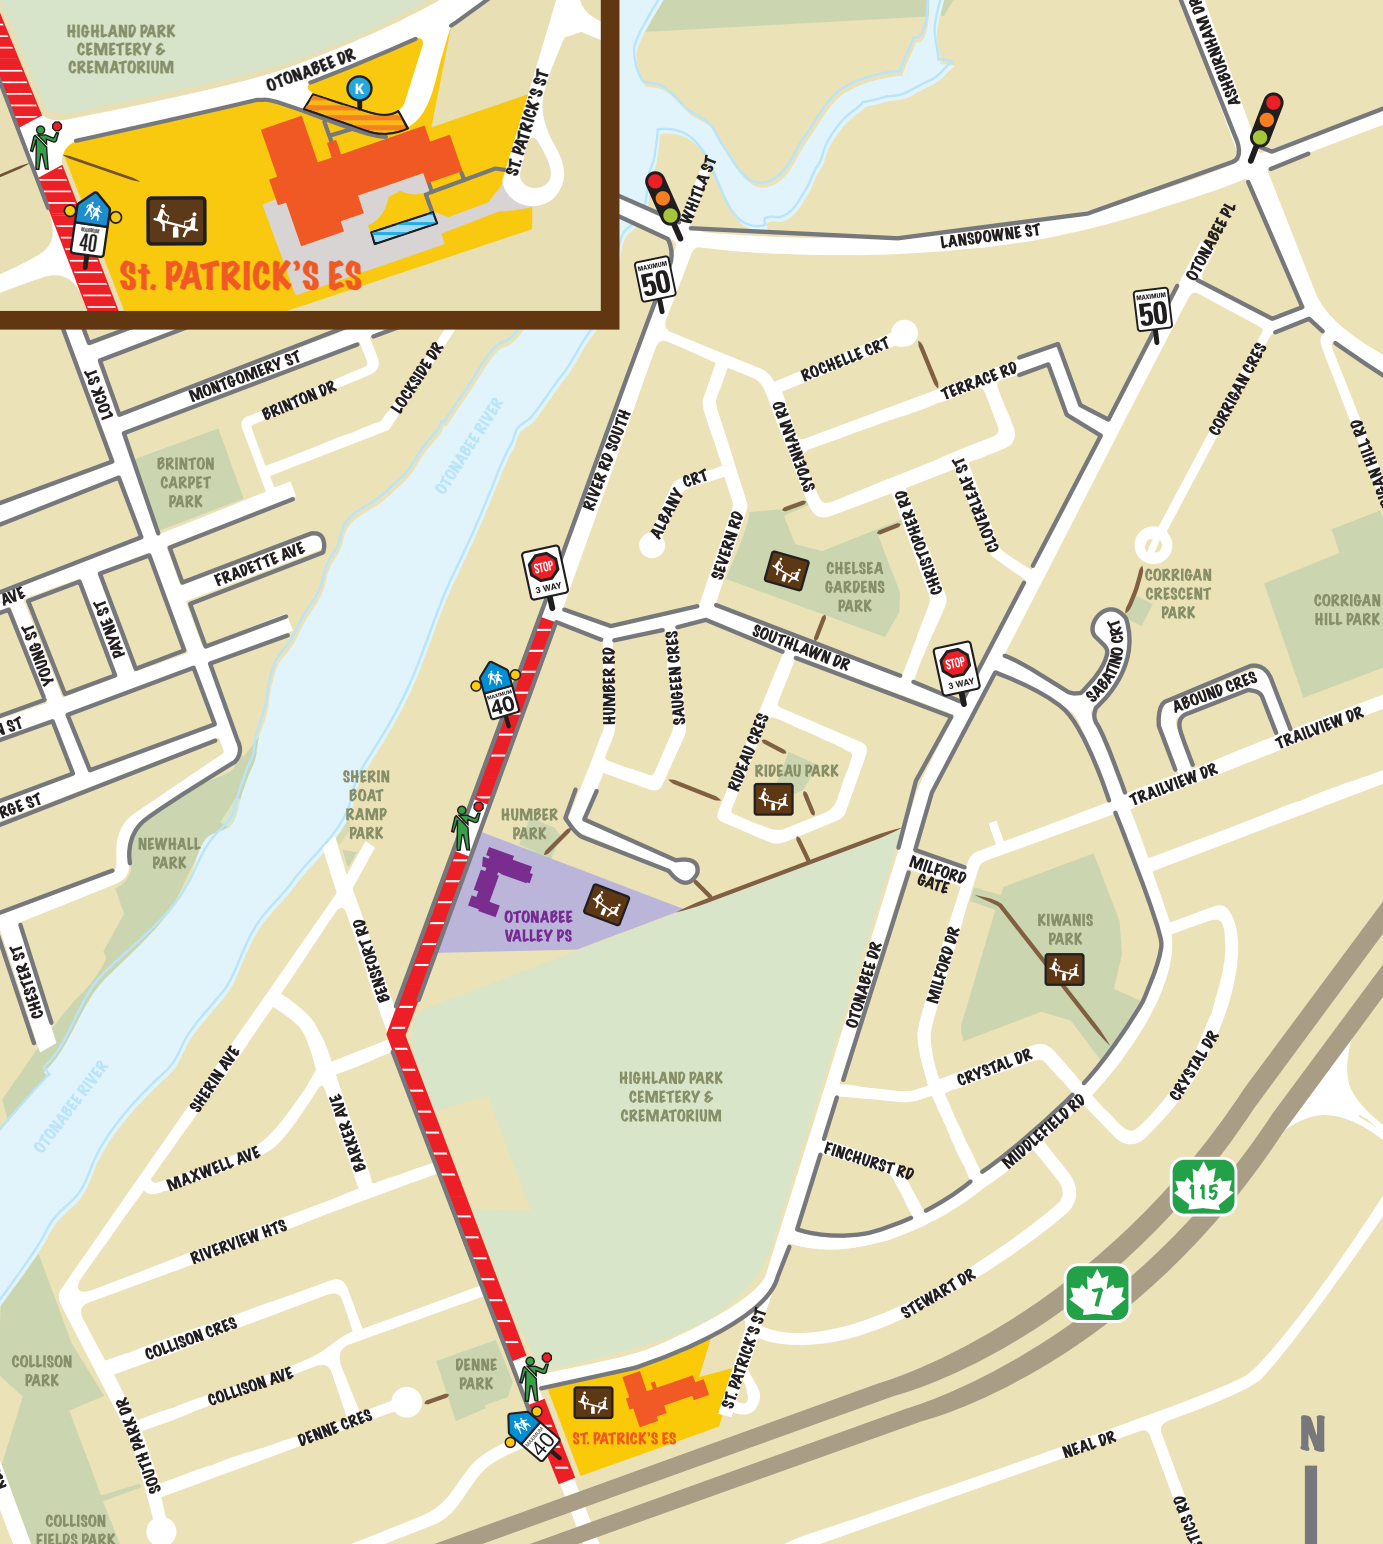 HIGHLAND PARK
CEMETERY &
CREMATORIUM
OTONABEE DR
K
ST. PATRICK'S ST
MAXIMUM
40
St. PATRICK'S ES
WHITLA ST
ASHBURNHAM DR
LANSDOWNE ST
OTONABEE PL
MAXIMUM
50
MAXIMUM
50
LOCK ST
MONTGOMERY ST
BRINTON DR
LOCKSIDE DR
OTONABEE RIVER
RIVER RD SOUTH
ROCHELLE CRT
TERRACE RD
SYDENHAM RD
CORRIGAN CRES
BRINTON
CARPET
PARK
ALBANY CRT
SEVERN RD
CHRISTOPHER RD
CLOVERLEAF ST
FRADETTE AVE
AVE
YOUNG ST
PAYNE ST
STOP
3 WAY
CHELSEA
GARDENS
PARK
CORRIGAN
CRESCENT
PARK
CORRIGAN
HILL PARK
SOUTHLAWN DR
HUMBER RD
SAUGEEN CRES
STOP
3 WAY
SABATINO CRT
ABOUND CRES
TRAILVIEW DR
TRAILVIEW DR
MAXIMUM
40
RIDEAU CRES
RIDEAU PARK
SHERIN
BOAT
RAMP
PARK
HUMBER
PARK
NEWHALL
PARK
OTONABEE
VALLEY PS
MILFORD
GATE
KIWANIS
PARK
CHESTER ST
BENSFORT RD
OTONABEE DR
MILFORD DR
CRYSTAL DR
CRYSTAL DR
OTONABEE RIVER
SHERIN AVE
BARKER AVE
MAXWELL AVE
HIGHLAND PARK
CEMETERY &
CREMATORIUM
FINCHURST RD
MIDDLEFIELD RD
115
7
RIVERVIEW HTS
STEWART DR
COLLISON CRES
COLLISON
PARK
COLLISON AVE
DENNE
PARK
DENNE CRES
SOUTH PARK DR
ST. PATRICK'S ST
MAXIMUM
40
ST. PATRICK'S ES
NEAL DR
N
COLLISON
FIELDS PARK